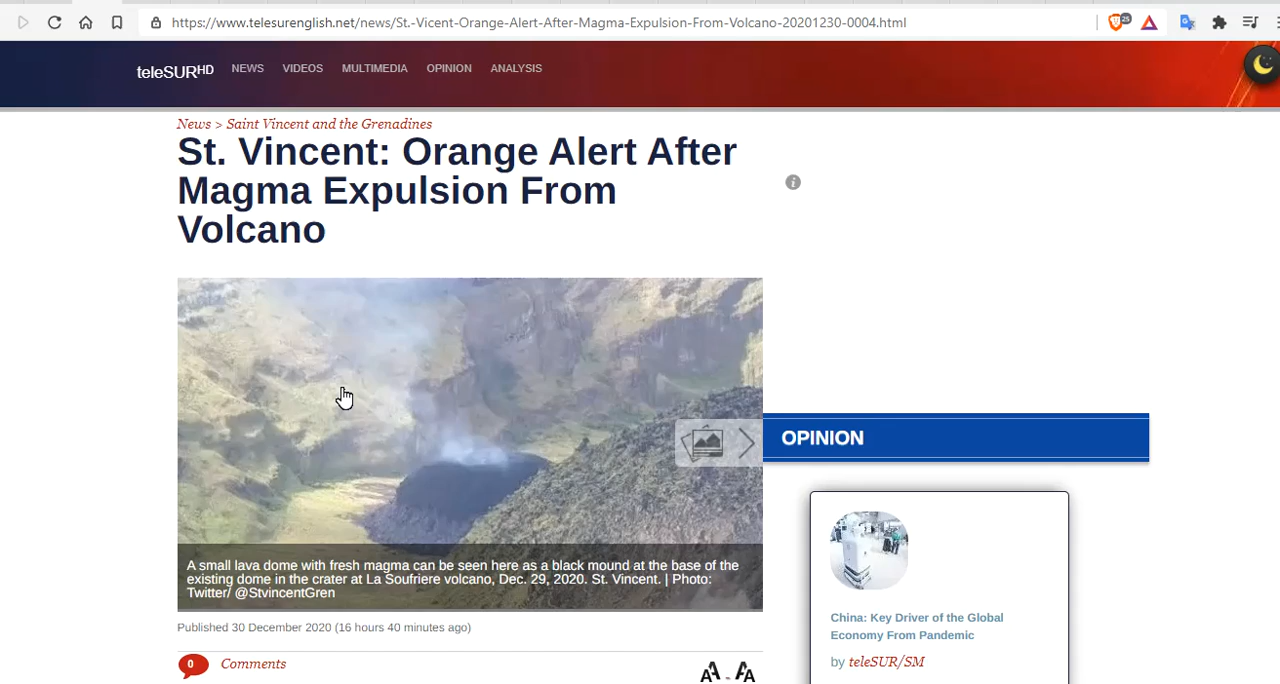 https://www.telesurenglish.net/news/St.-Vicent-Orange-Alert-After-Magma-Expulsion-From-Volcano-20201230-0004.html
25
teleSURHD NEWS VIDEOS MULTIMEDIA OPINION ANALYSIS
News > Saint Vincent and the Grenadines
St. Vincent: Orange Alert After
Magma Expulsion From
Volcano
A small lava dome with fresh magma can be seen here as a black mound at the base of the
existing dome in the crater at La Soufriere volcano, Dec. 29, 2020. St. Vincent. | Photo:
Twitter/ @StvincentGren
Published 30 December 2020 (16 hours 40 minutes ago)
0 Comments
A A - A A
OPINION
China: Key Driver of the Global
Economy From Pandemic
by teleSUR/SM